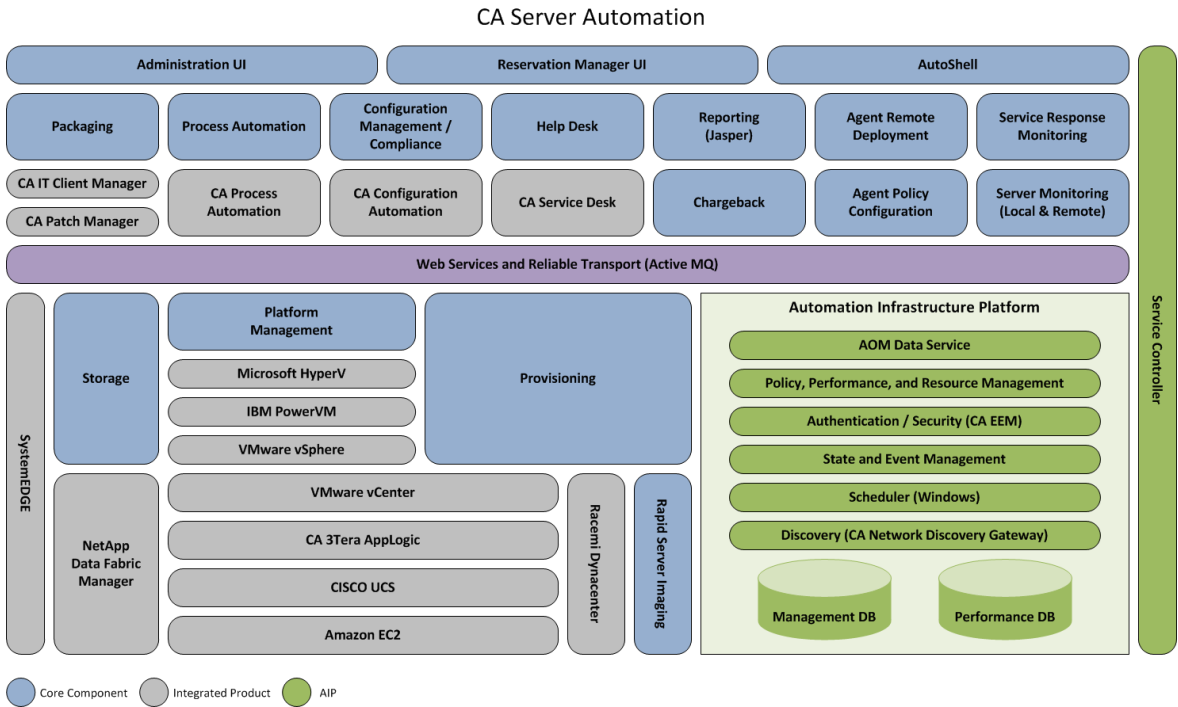 CA Server Automation
Administration UI
Reservation Manager UI
AutoShell
Packaging
Process Automation
Configuration
Management /
Compliance
Help Desk
Reporting
(Jasper)
Agent Remote
Deployment
Service Response
Monitoring
CA IT Client Manager
CA Patch Manager
CA Process
Automation
CA Configuration
Automation
CA Service Desk
Chargeback
Agent Policy
Configuration
Server Monitoring
(Local & Remote)
Web Services and Reliable Transport (Active MQ)
Service Controller
SystemEDGE
Storage
Platform
Management
Microsoft HyperV
IBM PowerVM
VMware vSphere
Provisioning
NetApp
Data Fabric
Manager
VMware vCenter
CA 3Tera AppLogic
CISCO UCS
Amazon EC2
Racemi Dynacenter
Rapid Server Imaging
Automation Infrastructure Platform
AOM Data Service
Policy, Performance, and Resource Management
Authentication / Security (CA EEM)
State and Event Management
Scheduler (Windows)
Discovery (CA Network Discovery Gateway)
Management DB
Performance DB
Core Component
Integrated Product
AIP